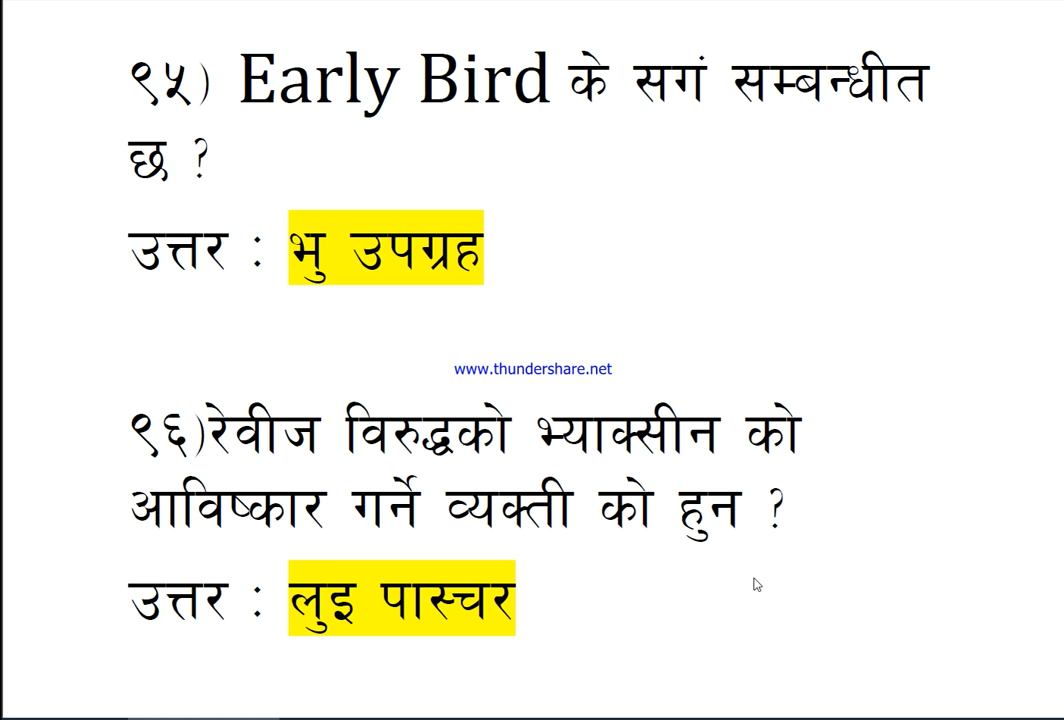 ९५) Early Bird के सगं सम्बन्धीत
छ ?
उत्तर : भु उपग्रह
www.thundershare.net
९६)रेवीज विरुद्धको भ्याक्सीन को
आविष्कार गर्ने व्यक्ती को हुन ?
उत्तर : लुइ पास्चर